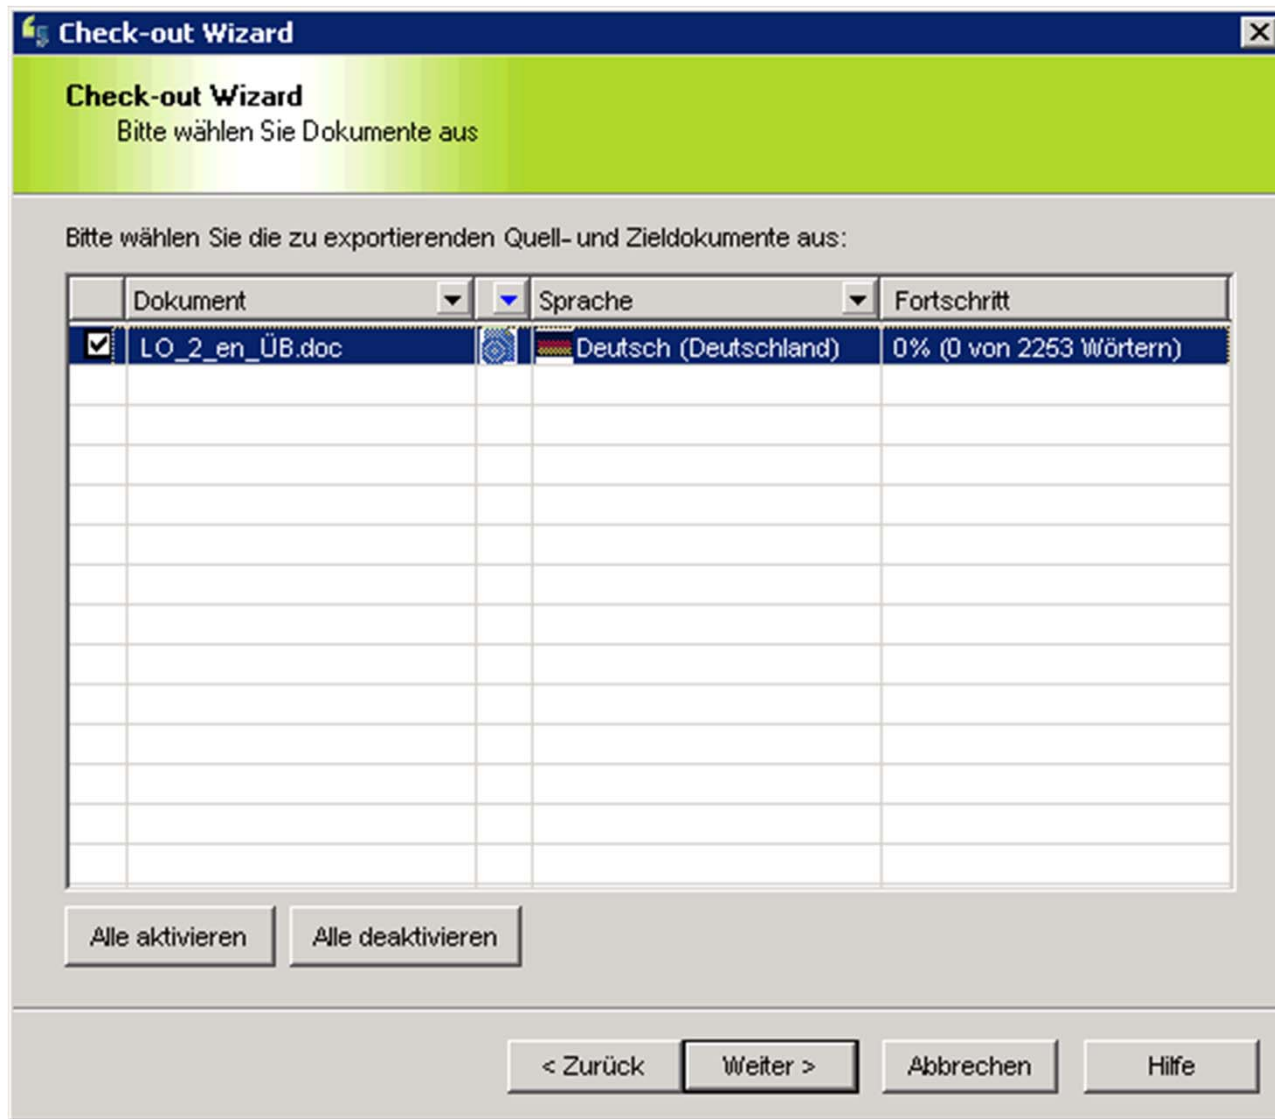 Check-out Wizard
Check-out Wizard
Bitte wählen Sie Dokumente aus
Bitte wählen Sie die zu exportierenden Quell- und Zieldokumente aus:
Dokument Sprache Fortschritt
LO_2_en_ÜB.doc Deutsch (Deutschland) 0% (0 von 2253 Wörtern)
Alle aktivieren Alle deaktivieren
< Zurück Weiter > Abbrechen Hilfe